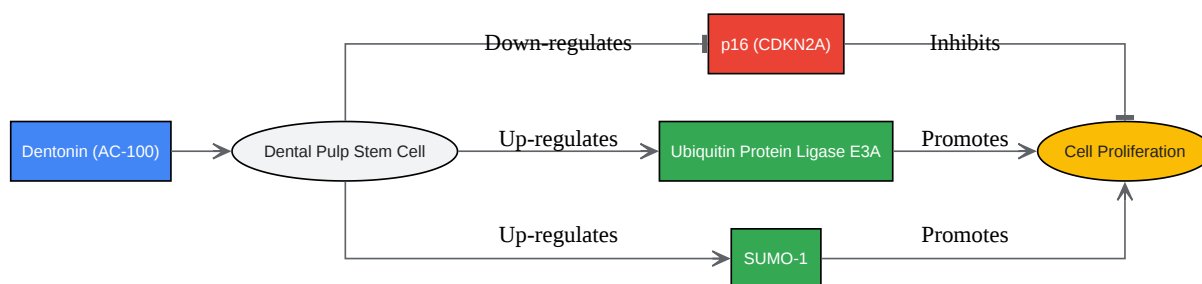 Down-regulates
p16 (CDKN2A)
Inhibits
Dentonin (AC-100)
Dental Pulp Stem Cell
Up-regulates
Ubiquitin Protein Ligase E3A
Promotes
Cell Proliferation
Up-regulates
SUMO-1
Promotes